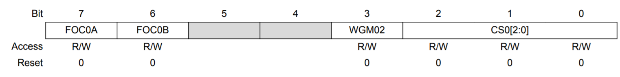 Bit 7 6 5 4 3 2 1 0
FOC0A FOC0B WGM02 CS0[2:0]
Access R/W R/W R/W R/W R/W R/W
Reset 0 0 0 0 0 0